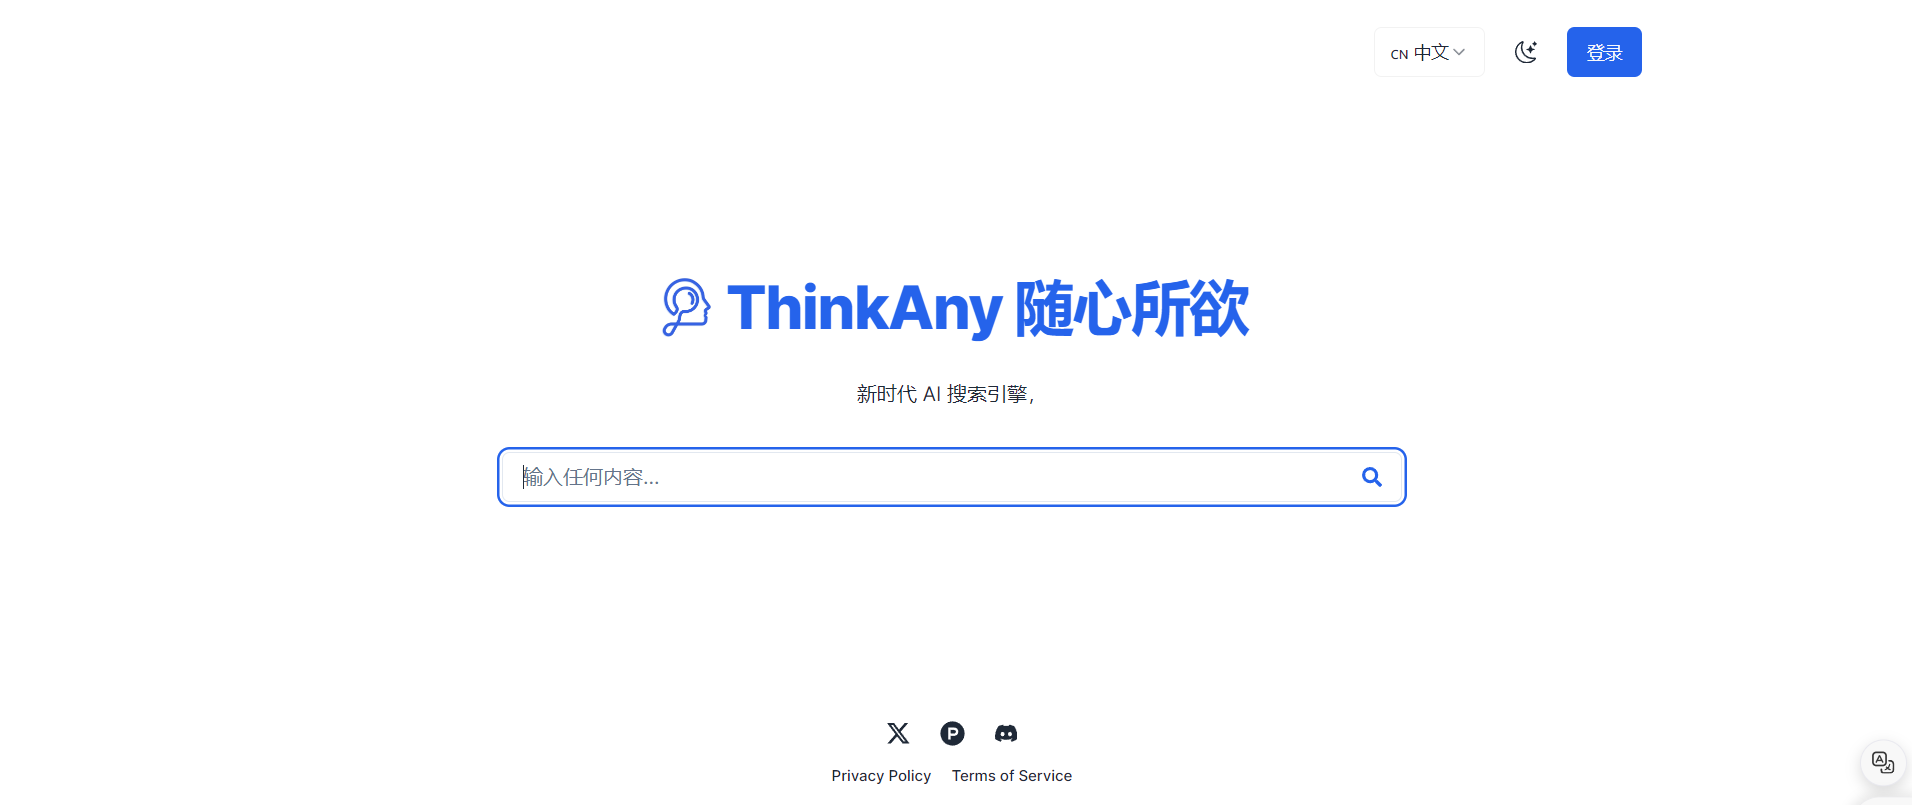 CN 中文
登录
ThinkAny 随心所欲
新时代 AI 搜索引擎，
输入任何内容...
Privacy Policy Terms of Service